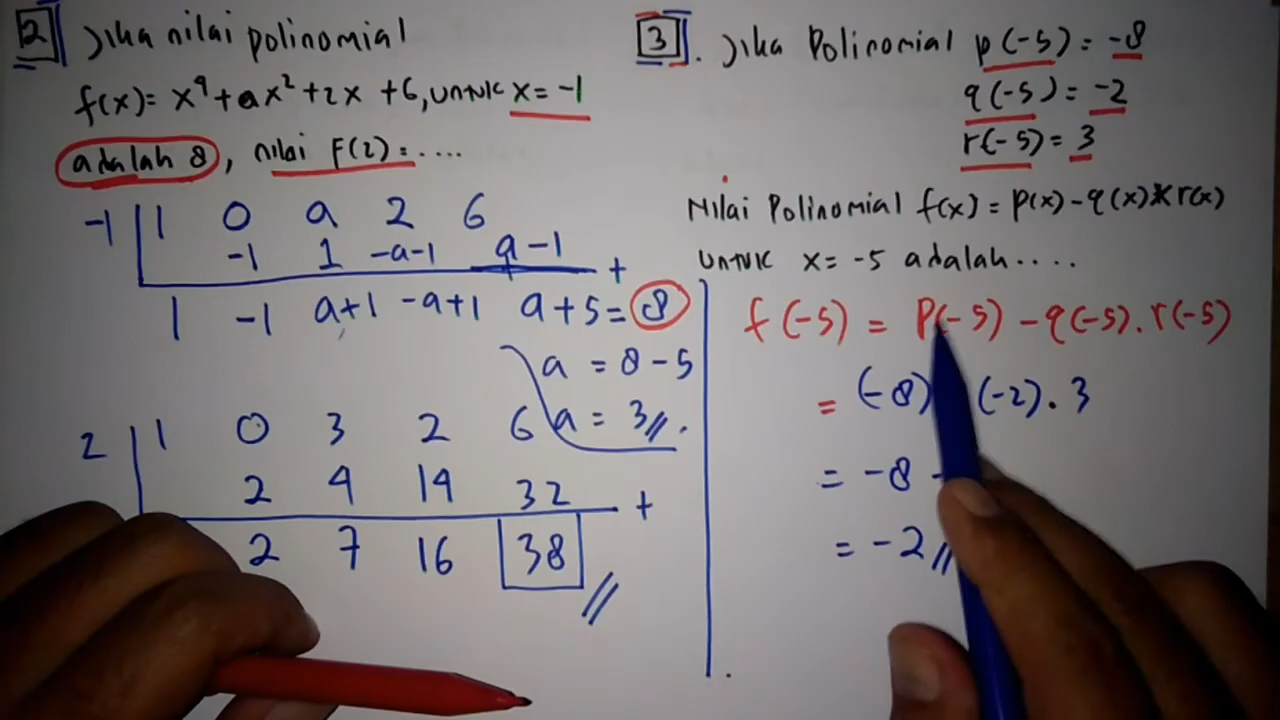 2 Jika nilai polinomial
f(x) = x⁴ + ax² + 2x + 6, untuk x = -1
adalah 8, nilai F(2) = ....
-1 | 1 0 a 2 6
-1 1 -a-1 a-1 +
1 -1 a+1 -a+1 a+5 = 8
a = 8 - 5
a = 3 //.
2 | 1 0 3 2 6
2 4 14 32 +
2 7 16 38 //
3. Jika Polinomial p(-5) = -8
q(-5) = -2
r(-5) = 3
Nilai Polinomial f(x) = p(x) - q(x) * r(x)
untuk x = -5 adalah ....
f(-5) = P(-5) - q(-5) . r(-5)
= (-8) (-2) . 3
= -8
= -2 //